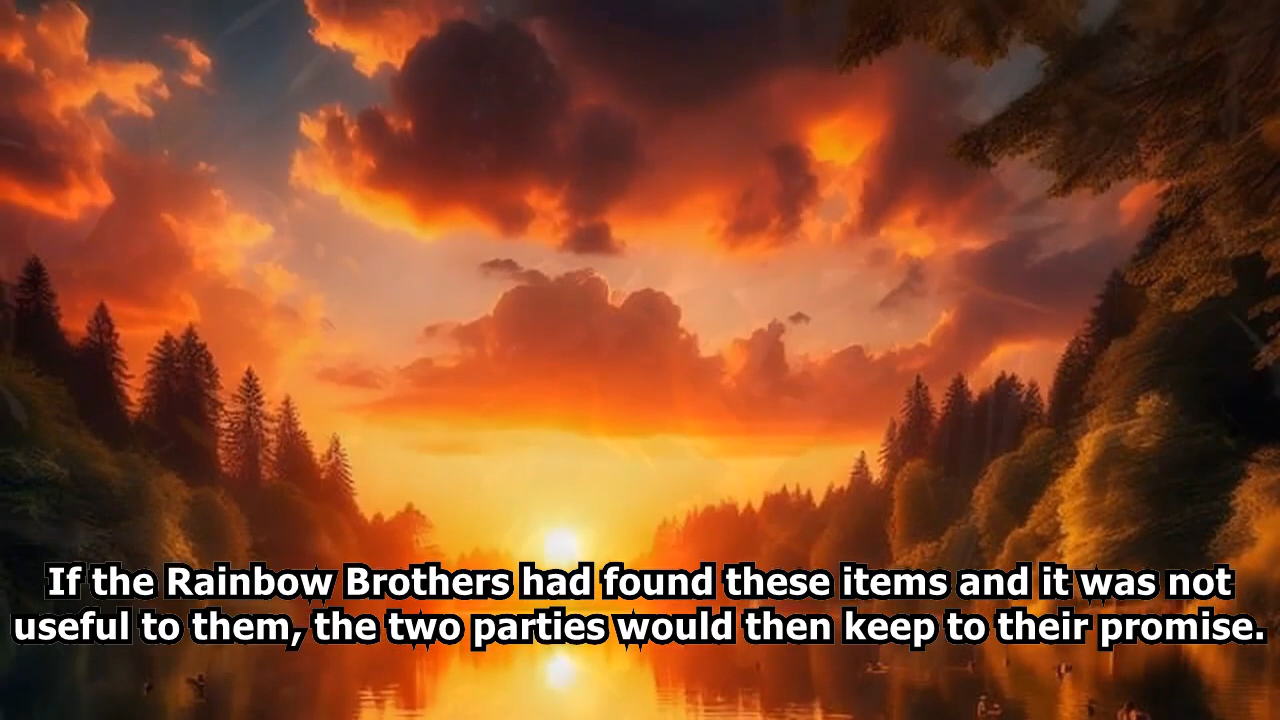 If the Rainbow Brothers had found these items and it was not
useful to them, the two parties would then keep to their promise.